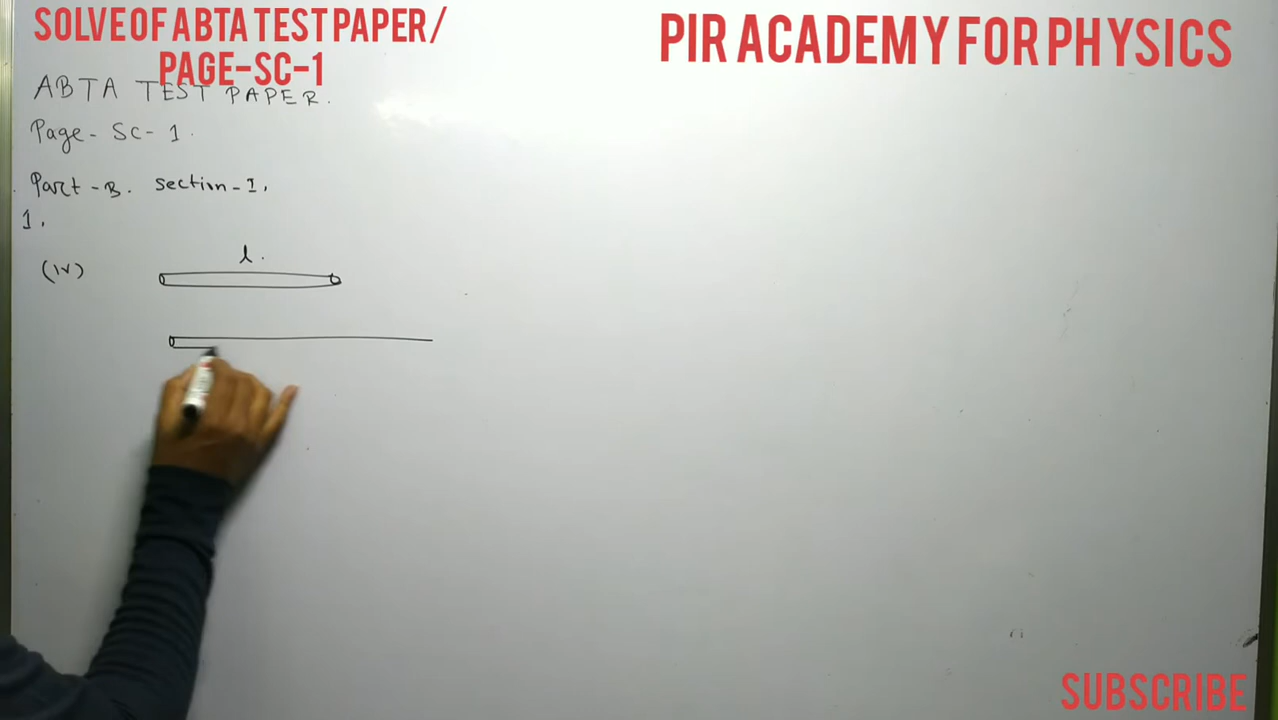 SOLVE OF ABTA TEST PAPER /
PAGE-SC-1
PIR ACADEMY FOR PHYSICS
ABTA TEST PAPER.
Page - SC - 1.
Part - B. Section - I,
1.
(iv)
l.
SUBSCRIBE